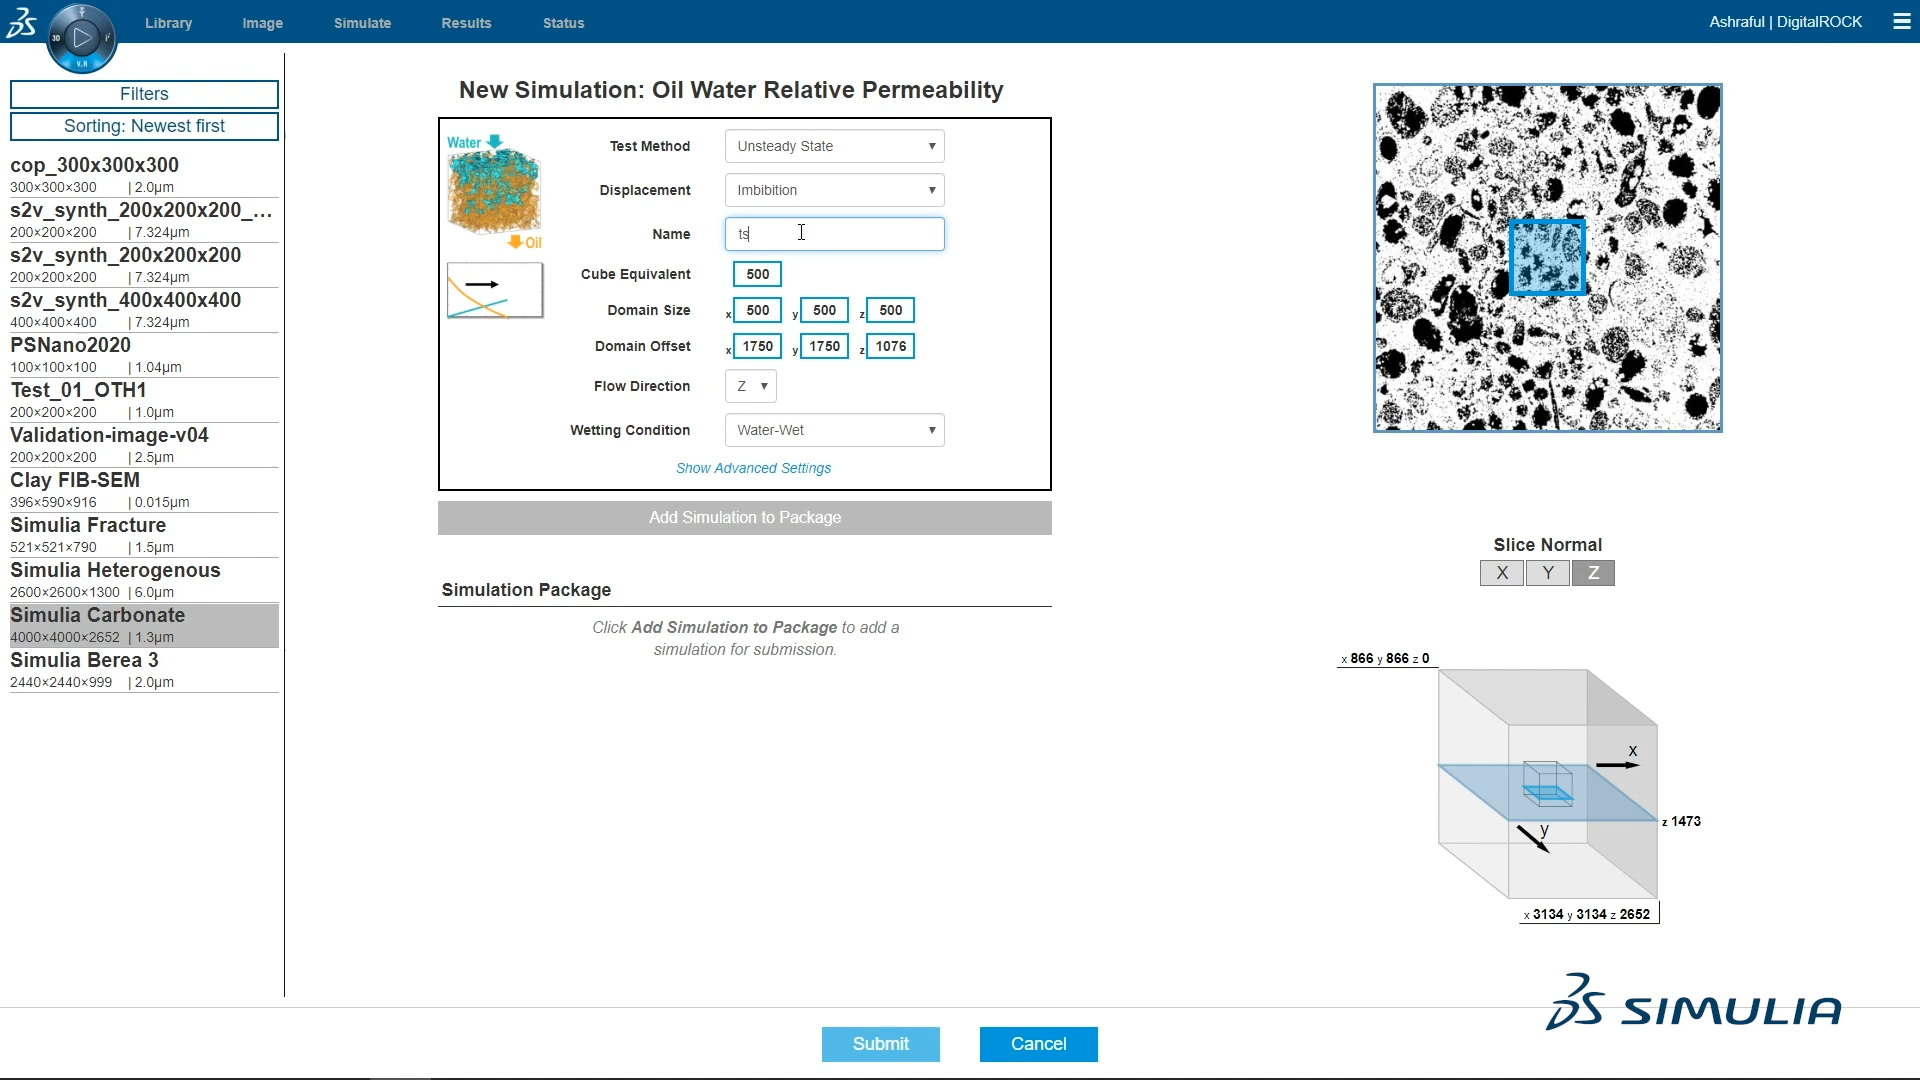 Library Image Simulate Results Status
Ashraful | DigitalROCK
3D
V.R
Filters
Sorting: Newest first
cop_300x300x300
300×300×300 | 2.0µm
s2v_synth_200x200x200_...
200×200×200 | 7.324µm
s2v_synth_200x200x200
200×200×200 | 7.324µm
s2v_synth_400x400x400
400×400×400 | 7.324µm
PSNano2020
100×100×100 | 1.04µm
Test_01_OTH1
200×200×200 | 1.0µm
Validation-image-v04
200×200×200 | 2.5µm
Clay FIB-SEM
396×590×916 | 0.015µm
Simulia Fracture
521×521×790 | 1.5µm
Simulia Heterogenous
2600×2600×1300 | 6.0µm
Simulia Carbonate
4000×4000×2652 | 1.3µm
Simulia Berea 3
2440×2440×999 | 2.0µm
New Simulation: Oil Water Relative Permeability
Water
Oil
Test Method Unsteady State
Displacement Imbibition
Name ts
Cube Equivalent 500
Domain Size x 500 y 500 z 500
Domain Offset x 1750 y 1750 z 1076
Flow Direction Z
Wetting Condition Water-Wet
Show Advanced Settings
Add Simulation to Package
Simulation Package
Click Add Simulation to Package to add a
simulation for submission.
Slice Normal
X Y Z
x 866 y 866 z 0
x
y
z 1473
x 3134 y 3134 z 2652
SIMULIA
Submit Cancel